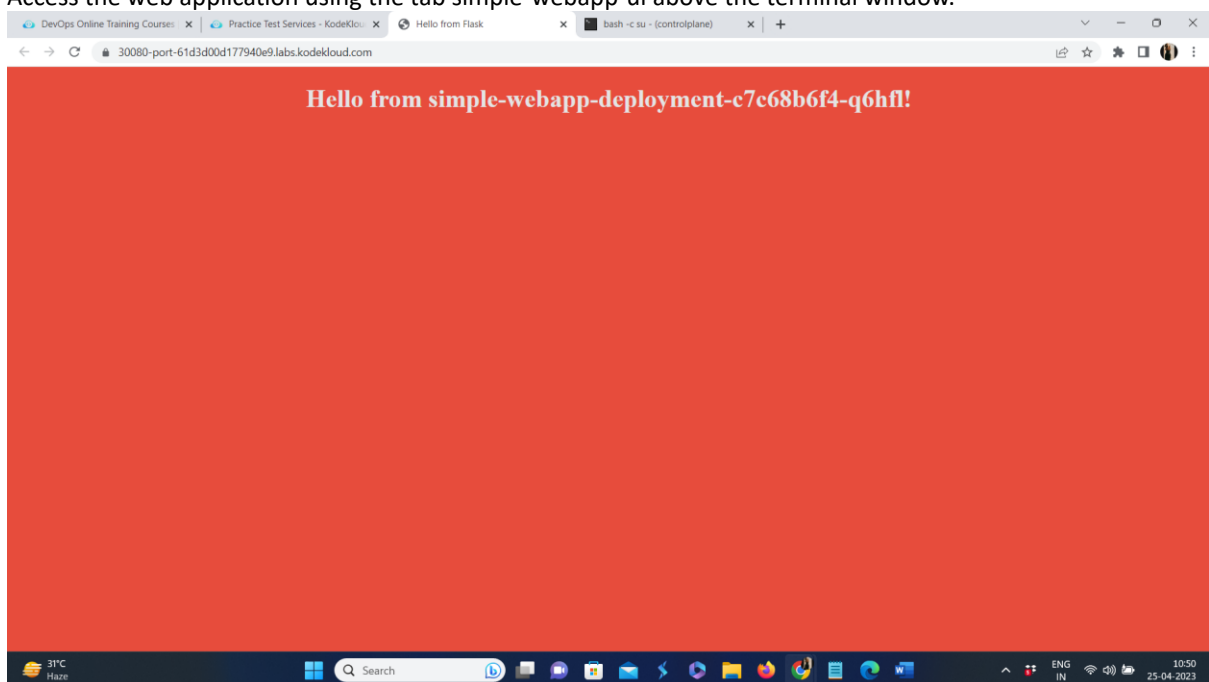 Access the web application using the tab simple-webapp-ui above the terminal window.
DevOps Online Training Courses
Practice Test Services - KodeKlou
Hello from Flask
bash -c su - (controlplane)
30080-port-61d3d00d177940e9.labs.kodekloud.com
Hello from simple-webapp-deployment-c7c68b6f4-q6hfl!
31°C
Haze
Search
ENG
IN
10:50
25-04-2023